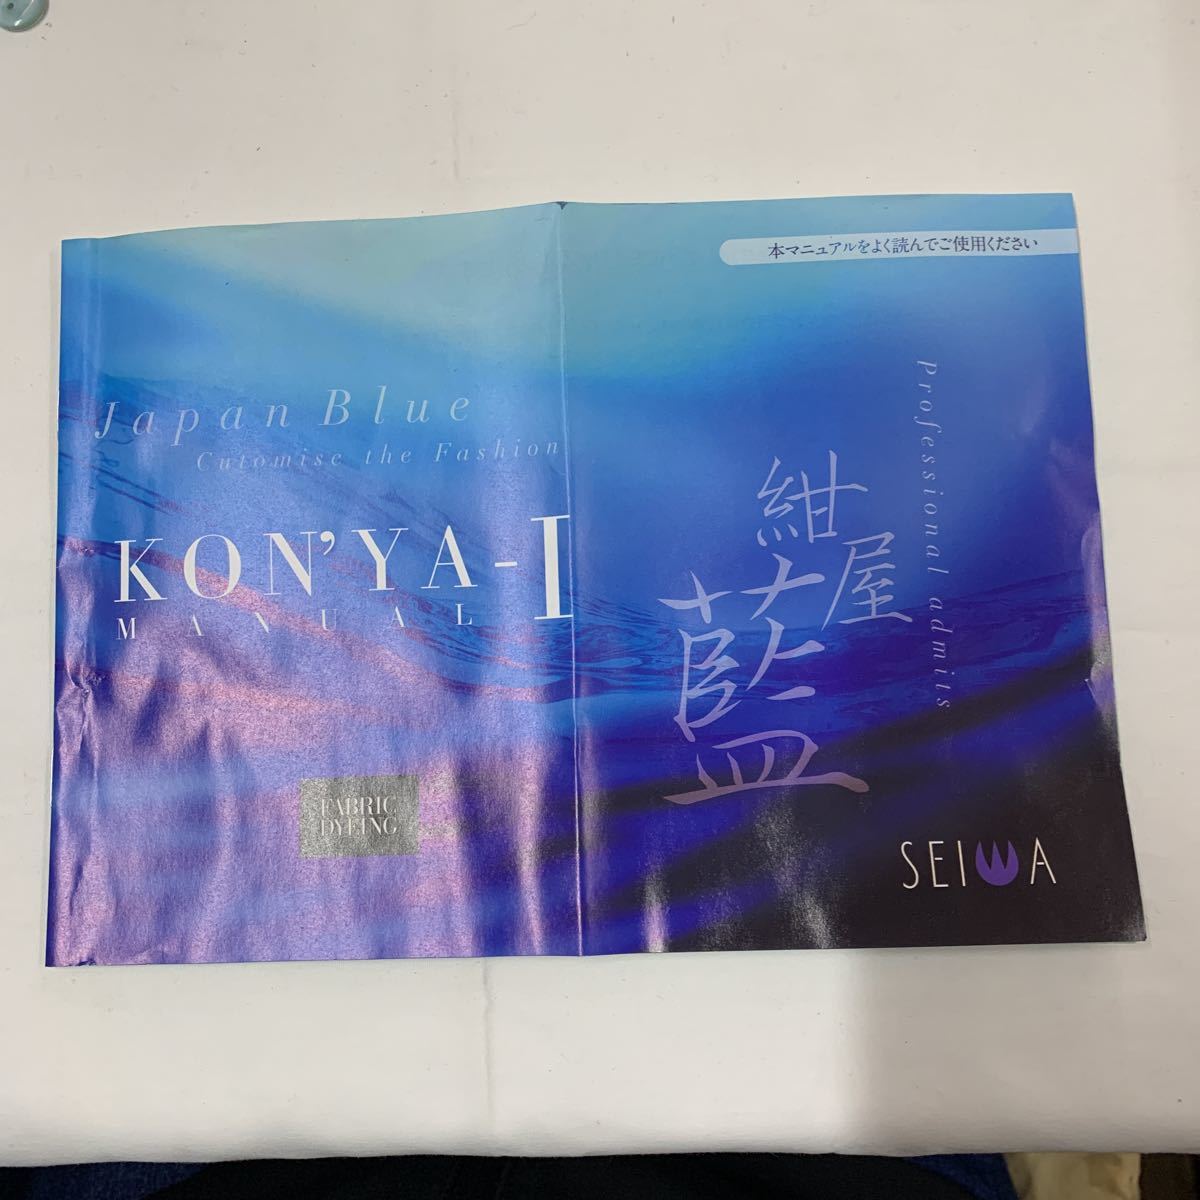 本マニュアルをよく読んでご使用ください
Japan Blue
Cutomise the Fashion
KON'YA-I
MANUAL
FABRIC
DYEING
紺屋
藍
Professional admits
SEIWA